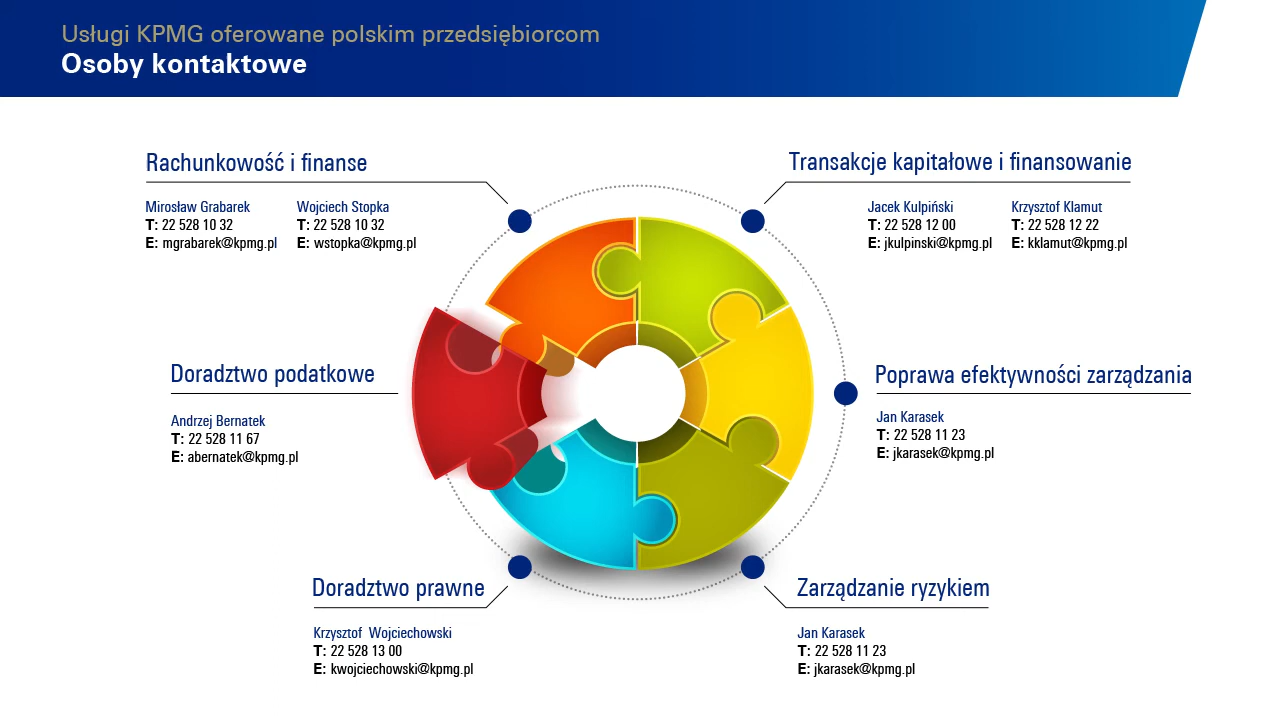 Usługi KPMG oferowane polskim przedsiębiorcom
Osoby kontaktowe
Rachunkowość i finanse
Mirosław Grabarek
T: 22 528 10 32
E: mgrabarek@kpmg.pl
Wojciech Stopka
T: 22 528 10 32
E: wstopka@kpmg.pl
Transakcje kapitałowe i finansowanie
Jacek Kulpiński
T: 22 528 12 00
E: jkulpinski@kpmg.pl
Krzysztof Klamut
T: 22 528 12 22
E: kklamut@kpmg.pl
Doradztwo podatkowe
Andrzej Bernatek
T: 22 528 11 67
E: abernatek@kpmg.pl
Poprawa efektywności zarządzania
Jan Karasek
T: 22 528 11 23
E: jkarasek@kpmg.pl
Doradztwo prawne
Krzysztof Wojciechowski
T: 22 528 13 00
E: kwojciechowski@kpmg.pl
Zarządzanie ryzykiem
Jan Karasek
T: 22 528 11 23
E: jkarasek@kpmg.pl